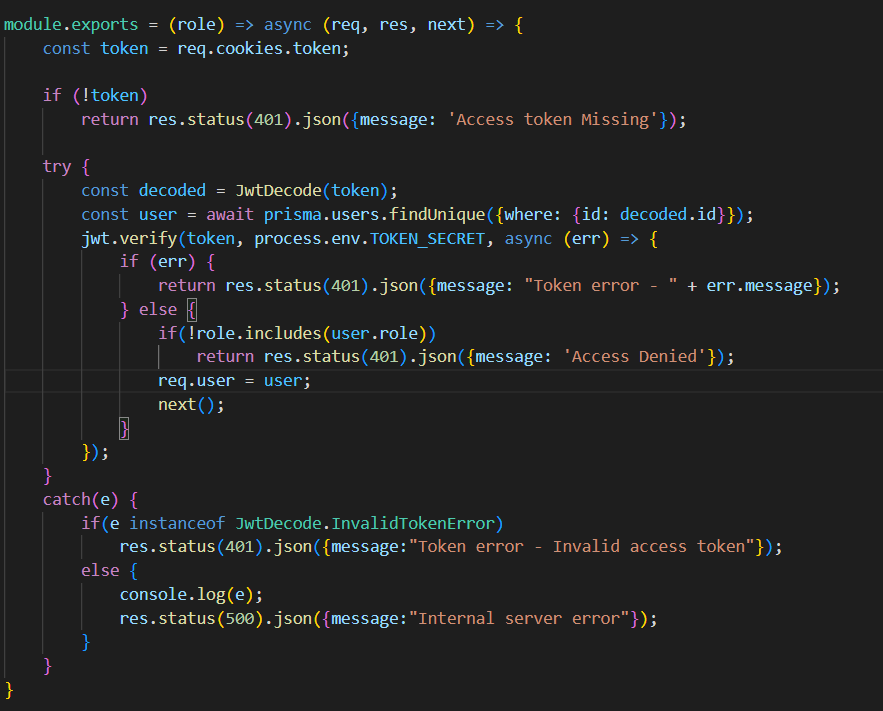 module.exports = (role) => async (req, res, next) => {
    const token = req.cookies.token;

    if (!token)
        return res.status(401).json({message: 'Access token Missing'});

    try {
        const decoded = JwtDecode(token);
        const user = await prisma.users.findUnique({where: {id: decoded.id}});
        jwt.verify(token, process.env.TOKEN_SECRET, async (err) => {
            if (err) {
                return res.status(401).json({message: "Token error - " + err.message});
            } else {
                if(!role.includes(user.role))
                    return res.status(401).json({message: 'Access Denied'});
                req.user = user;
                next();
            }
        });
    }
    catch(e) {
        if(e instanceof JwtDecode.InvalidTokenError)
            res.status(401).json({message:"Token error - Invalid access token"});
        else {
            console.log(e);
            res.status(500).json({message:"Internal server error"});
        }
    }
}